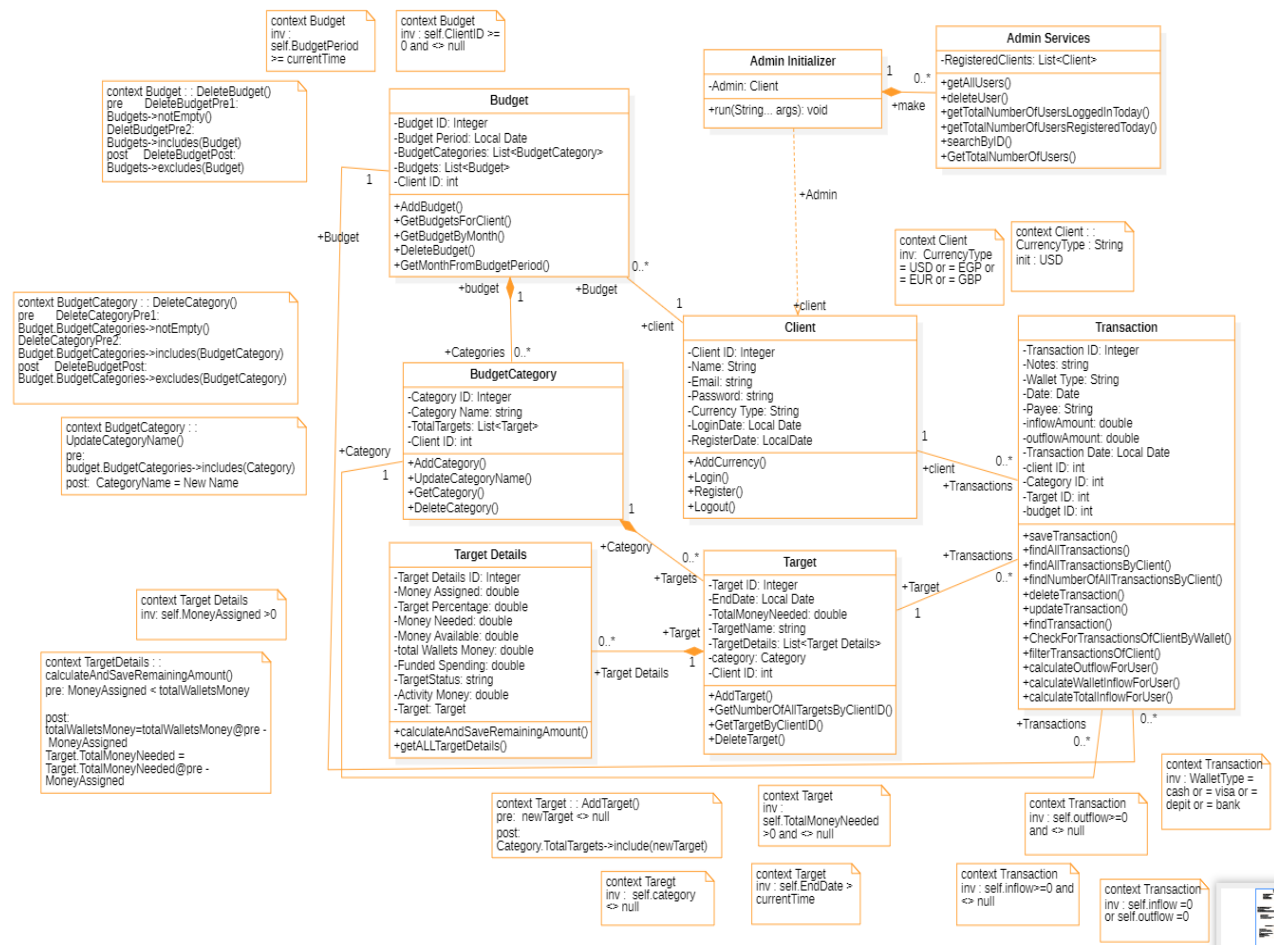 context Budget
inv :
self.BudgetPeriod
>= currentTime
context Budget
inv : self.ClientID >=
0 and <> null
context Budget : : DeleteBudget()
pre DeleteBudgetPre1:
Budgets->notEmpty()
DeletBudgetPre2:
Budgets->includes(Budget)
post DeleteBudgetPost:
Budgets->excludes(Budget)
Budget
-Budget ID: Integer
-Budget Period: Local Date
-BudgetCategories: List<BudgetCategory>
-Budgets: List<Budget>
-Client ID: int
+AddBudget()
+GetBudgetsForClient()
+GetBudgetByMonth()
+DeleteBudget()
+GetMonthFromBudgetPeriod()
Admin Initializer
-Admin: Client
+run(String... args): void
1
0..*
+make
Admin Services
-RegisteredClients: List<Client>
+getAllUsers()
+deleteUser()
+getTotalNumberOfUsersLoggedInToday()
+getTotalNumberOfUsersRegisteredToday()
+searchByID()
+GetTotalNumberOfUsers()
1
+Budget
+Admin
+client
context Client
inv: CurrencyType
= USD or = EGP or
= EUR or = GBP
context Client : :
CurrencyType : String
init : USD
0..*
+Budget
1
+client
+budget
1
+Categories
0..*
context BudgetCategory : : DeleteCategory()
pre DeleteCategoryPre1:
Budget.BudgetCategories->notEmpty()
DeleteCategoryPre2:
Budget.BudgetCategories->includes(BudgetCategory)
post DeleteBudgetPost:
Budget.BudgetCategories->excludes(BudgetCategory)
context BudgetCategory : :
UpdateCategoryName()
pre:
budget.BudgetCategories->includes(Category)
post: CategoryName = New Name
BudgetCategory
-Category ID: Integer
-Category Name: string
-TotalTargets: List<Target>
-Client ID: int
+AddCategory()
+UpdateCategoryName()
+GetCategory()
+DeleteCategory()
+Category
1
Client
-Client ID: Integer
-Name: String
-Email: string
-Password: string
-Currency Type: String
-LoginDate: Local Date
-RegisterDate: LocalDate
+AddCurrency()
+Login()
+Register()
+Logout()
1
+client
0..*
+Transactions
Transaction
-Transaction ID: Integer
-Notes: string
-Wallet Type: String
-Date: Date
-Payee: String
-inflowAmount: double
-outflowAmount: double
-Transaction Date: Local Date
-client ID: int
-Category ID: int
-Target ID: int
-budget ID: int
+saveTransaction()
+findAllTransactions()
+findAllTransactionsByClient()
+findNumberOfAllTransactionsByClient()
+deleteTransaction()
+updateTransaction()
+findTransaction()
+CheckForTransactionsOfClientByWallet()
+filterTransactionsOfClient()
+calculateOutflowForUser()
+calculateWalletInflowForUser()
+calculateTotalInflowForUser()
1
+Category
0..*
+Targets
+Transactions
0..*
+Target
1
Target Details
-Target Details ID: Integer
-Money Assigned: double
-Target Percentage: double
-Money Needed: double
-Money Available: double
-total Wallets Money: double
-Funded Spending: double
-TargetStatus: string
-Activity Money: double
-Target: Target
+calculateAndSaveRemainingAmount()
+getALLTargetDetails()
0..*
+Target Details
+Target
1
Target
-Target ID: Integer
-EndDate: Local Date
-TotalMoneyNeeded: double
-TargetName: string
-TargetDetails: List<Target Details>
-category: Category
-Client ID: int
+AddTarget()
+GetNumberOfAllTargetsByClientID()
+GetTargetByClientID()
+DeleteTarget()
context Target Details
inv: self.MoneyAssigned >0
context TargetDetails : :
calculateAndSaveRemainingAmount()
pre: MoneyAssigned < totalWalletsMoney
post:
totalWalletsMoney=totalWalletsMoney@pre -
MoneyAssigned
Target.TotalMoneyNeeded =
Target.TotalMoneyNeeded@pre -
MoneyAssigned
+Transactions
0..*
0..*
context Target : : AddTarget()
pre: newTarget <> null
post:
Category.TotalTargets->include(newTarget)
context Target
inv :
self.TotalMoneyNeeded
>0 and <> null
context Taregt
inv : self.category
<> null
context Target
inv : self.EndDate >
currentTime
context Transaction
inv : self.outflow>=0
and <> null
context Transaction
inv : WalletType =
cash or = visa or =
depit or = bank
context Transaction
inv : self.inflow>=0 and
<> null
context Transaction
inv : self.inflow =0
or self.outflow =0